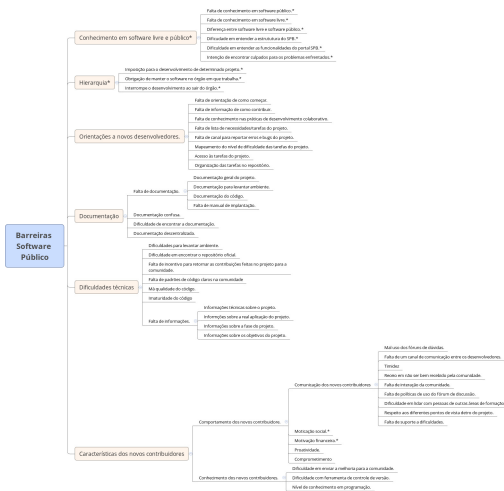 Barreiras
Software
Público
Conhecimento em software livre e público*
Falta de conhecimento em software público.*
Falta de conhecimento em software livre.*
Diferença entre software livre e software público.*
Dificuldade em entender a estrututura do SPB.*
Dificuldade em entender as funcionalidades do portal SPB.*
Intenção de encontrar culpados para os problemas enfrentados.*
Hierarquia*
Imposição para o desenvolvimento de determinado projeto.*
Obrigação de manter o software no órgão em que trabalha.*
Interrompe o desenvolvimento ao sair do órgão.*
Orientações a novos desenvolvedores.
Falta de orientação de como começar.
Falta de informação de como contribuir.
Falta de conhecimento nas práticas de desenvolvimento colaborativo.
Falta de lista de necessidades/tarefas do projeto.
Falta de canal para reportar erros e bugs do projeto.
Mapeamento do nível de dificuldade das tarefas do projeto.
Acesso às tarefas do projeto.
Organização das tarefas no repositório.
Documentação
Falta de documentação.
Documentação geral do projeto.
Documentação para levantar ambiente.
Documentação do código.
Falta de manual de implantação.
Documentação confusa.
Dificuldade de encontrar a documentação.
Documentação descentralizada.
Dificuldades técnicas
Dificuldades para levantar ambiente.
Dificuldade em encontrar o repositório oficial.
Falta de incentivo para retornar as contribuições feitas no projeto para a
comunidade.
Falta de padrões de código claros na comunidade
Má qualidade do código.
Imaturidade do código
Falta de informações.
Informações técnicas sobre o projeto.
Informções sobre a real aplicação do projeto.
Informações sobre a fase do projeto.
Informações sobre os objetivos do projeto.
Características dos novos contribuidores
Comportamento dos novos contribuidores.
Comunicação dos novos contribuidores
Mal uso dos fórum de dúvidas.
Falta de um canal de comunicação entre os desenvolvedores.
Timidez
Receio em não ser bem recebido pela comunidade.
Falta de interação da comunidade.
Falta de políticas de uso do fórum de discussão.
Dificuldade em lidar com pessoas de outras áreas de formação
Respeito aos diferentes pontos de vista detro do projeto.
Falta de suporte a dificuldades.
Motivação social.*
Motivação financeira.*
Proatividade.
Comprometimento
Conhecimento dos novos contribuidores.
Dificuldade em enviar a melhoria para a comunidade.
Dificuldade com ferramenta de controle de versão.
Nível de conhecimento em programação.